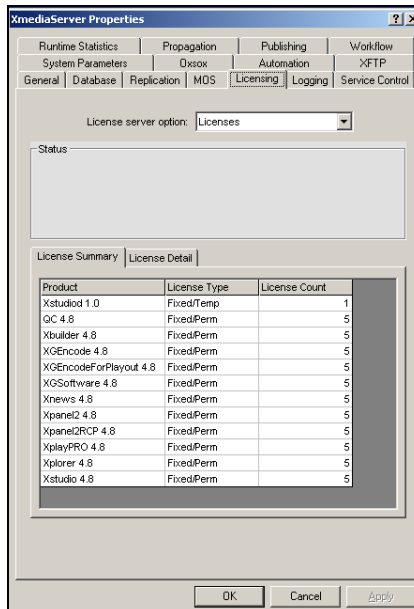 XmediaServer Properties
Runtime Statistics Propagation Publishing Workflow
System Parameters Oxsox Automation XFTP
General Database Replication MOS Licensing Logging Service Control
License server option: Licenses
Status
License Summary License Detail
Product License Type License Count
Xstudiod 1.0 Fixed/Temp 1
QC 4.8 Fixed/Perm 5
Xbuilder 4.8 Fixed/Perm 5
XGEncode 4.8 Fixed/Perm 5
XGEncodeForPlayout 4.8 Fixed/Perm 5
XGSoftware 4.8 Fixed/Perm 5
Xnews 4.8 Fixed/Perm 5
Xpanel2 4.8 Fixed/Perm 5
Xpanel2RCP 4.8 Fixed/Perm 5
XplayPRO 4.8 Fixed/Perm 5
Xplorer 4.8 Fixed/Perm 5
Xstudio 4.8 Fixed/Perm 5
OK Cancel Apply